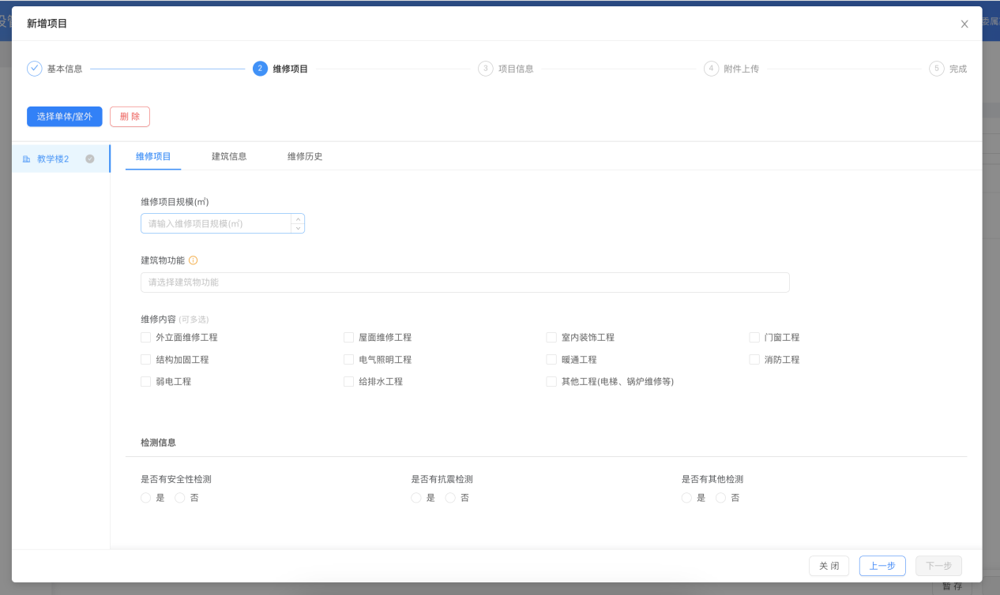 新增项目
基本信息 2 维修项目 3 项目信息 4 附件上传 5 完成
选择单体/室外 删 除
教学楼2
维修项目 建筑信息 维修历史
维修项目规模(㎡)
请输入维修项目规模(㎡)
建筑物功能
请选择建筑物功能
维修内容 (可多选)
外立面维修工程 屋面维修工程 室内装饰工程 门窗工程
结构加固工程 电气照明工程 暖通工程 消防工程
弱电工程 给排水工程 其他工程(电梯、锅炉维修等)
检测信息
是否有安全性检测 是否有抗震检测 是否有其他检测
是 否 是 否 是 否
关 闭 上一步 下一步
暂 存